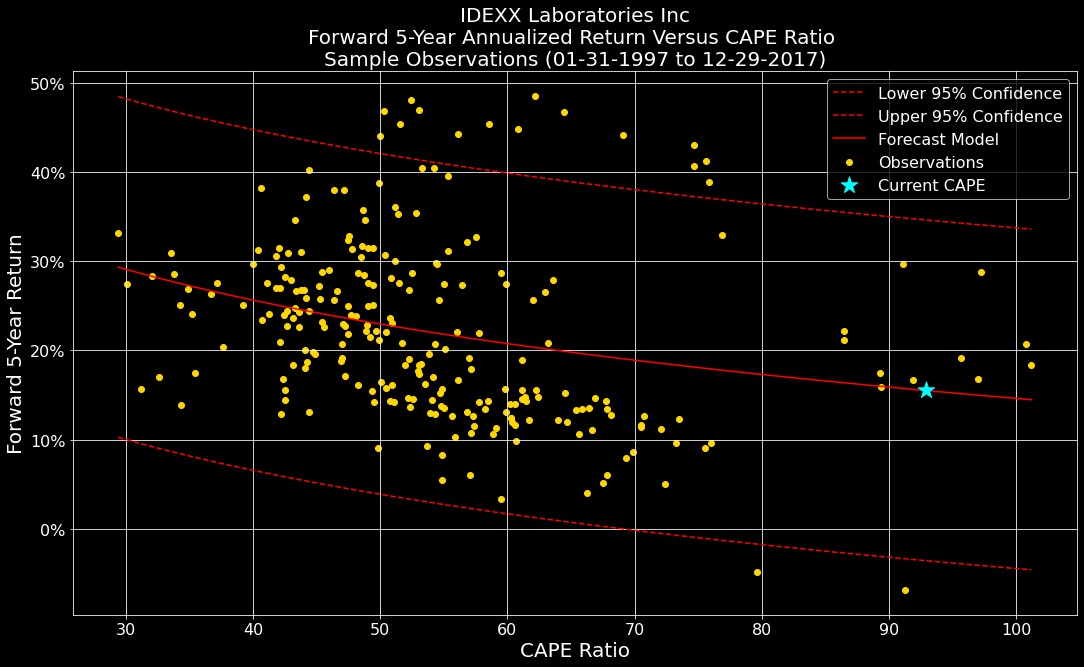 IDEXX Laboratories Inc
Forward 5-Year Annualized Return Versus CAPE Ratio
Sample Observations (01-31-1997 to 12-29-2017)
Lower 95% Confidence
Upper 95% Confidence
Forecast Model
Observations
Current CAPE
Forward 5-Year Return
50%
40%
30%
20%
10%
0%
30 40 50 60 70 80 90 100
CAPE Ratio